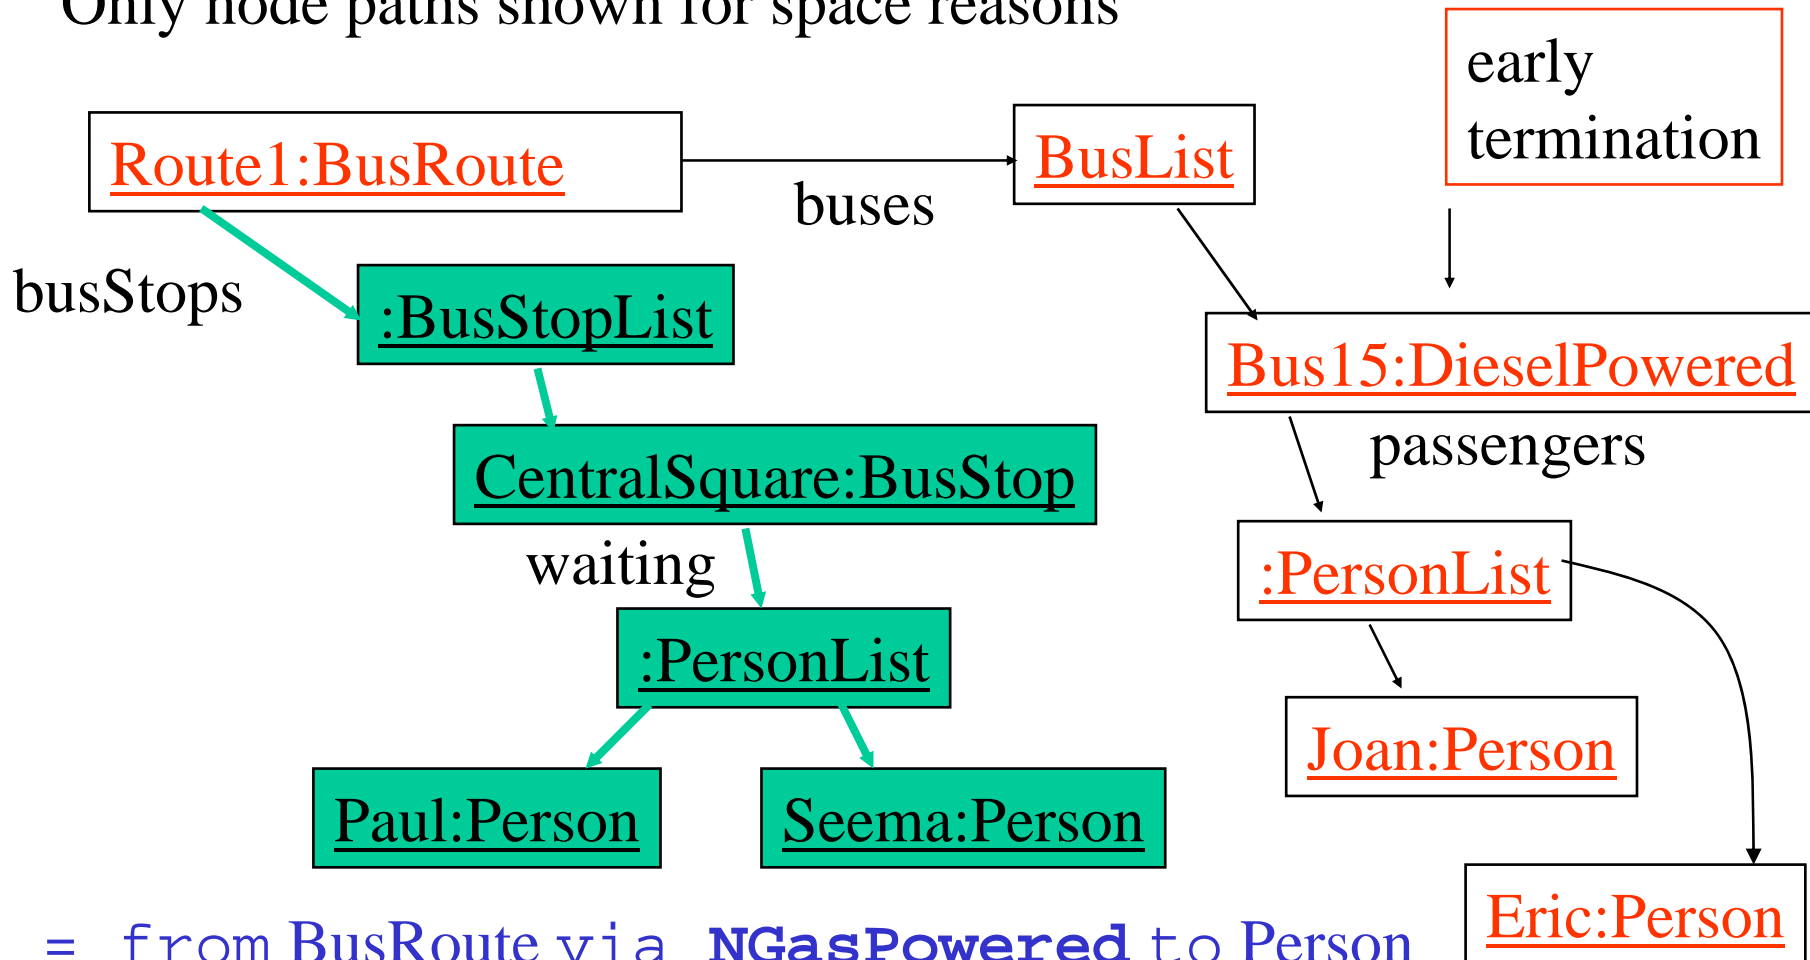 Only node paths shown for space reasons
early
termination
Route1:BusRoute
BusList
buses
busStops
:BusStopList
Bus15:DieselPowered
passengers
CentralSquare:BusStop
waiting
:PersonList
:PersonList
Joan:Person
Paul:Person
Seema:Person
Eric:Person
= from BusRoute via NGasPowered to Person